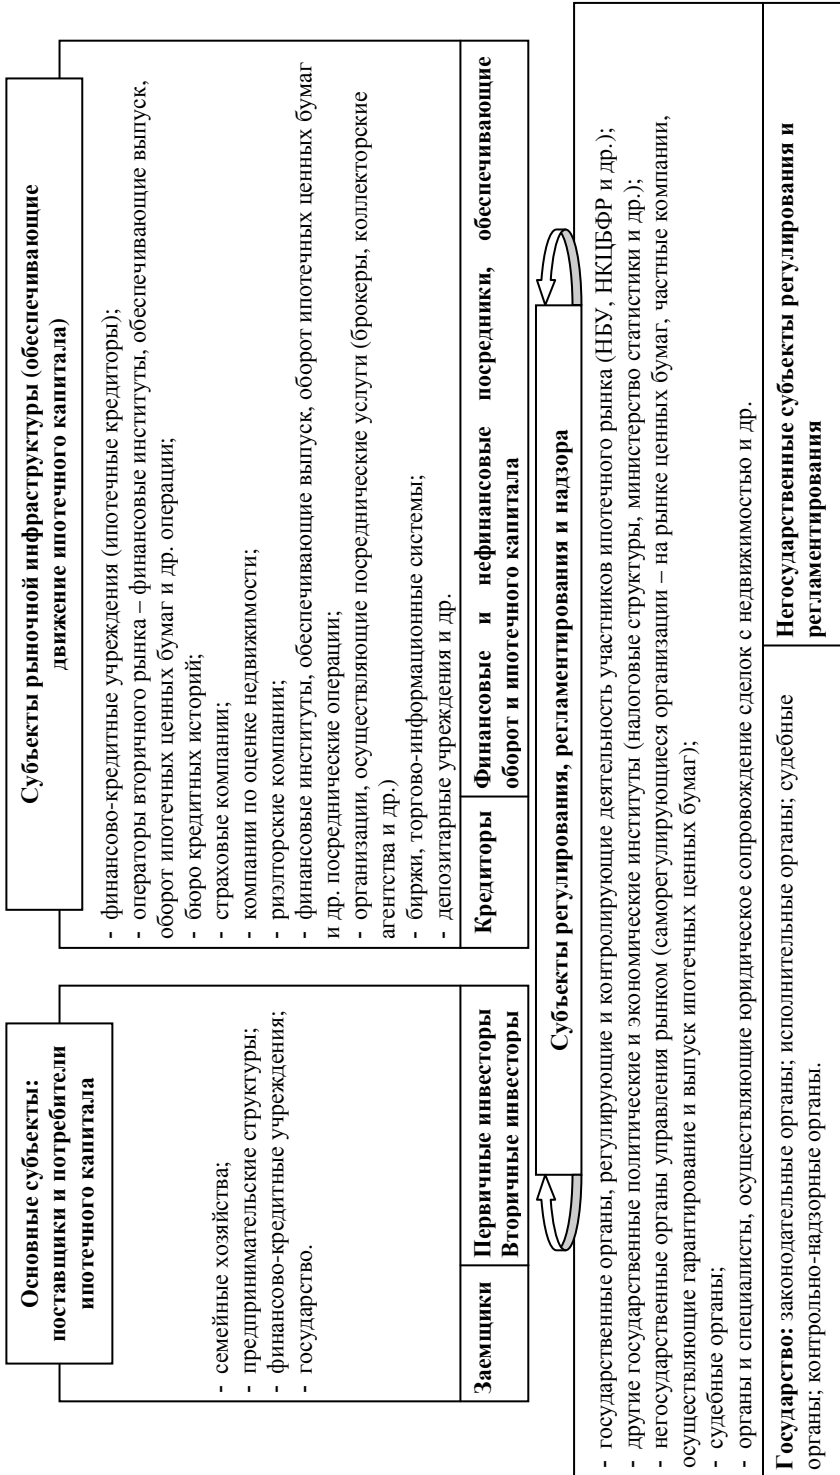 Основные субъекты:
поставщики и потребители
ипотечного капитала
- семейные хозяйства;
- предпринимательские структуры;
- финансово-кредитные учреждения;
- государство.
Заемщики
Первичные инвесторы
Вторичные инвесторы
Субъекты рыночной инфраструктуры (обеспечивающие
движение ипотечного капитала)
- финансово-кредитные учреждения (ипотечные кредиторы);
- операторы вторичного рынка – финансовые институты, обеспечивающие выпуск,
оборот ипотечных ценных бумаг и др. операции;
- бюро кредитных историй;
- страховые компании;
- компании по оценке недвижимости;
- риэлторские компании;
- финансовые институты, обеспечивающие выпуск, оборот ипотечных ценных бумаг
и др. посреднические операции;
- организации, осуществляющие посреднические услуги (брокеры, коллекторские
агентства и др.)
- биржи, торгово-информационные системы;
- депозитарные учреждения и др.
Кредиторы
Финансовые и нефинансовые посредники, обеспечивающие
оборот и ипотечного капитала
Субъекты регулирования, регламентирования и надзора
- государственные органы, регулирующие и контролирующие деятельность участников ипотечного рынка (НБУ, НКЦБФР и др.);
- другие государственные политические и экономические институты (налоговые структуры, министерство статистики и др.);
- негосударственные органы управления рынком (саморегулирующиеся организации – на рынке ценных бумаг, частные компании,
осуществляющие гарантирование и выпуск ипотечных ценных бумаг);
- судебные органы;
- органы и специалисты, осуществляющие юридическое сопровождение сделок с недвижимостью и др.
Государство: законодательные органы; исполнительные органы; судебные
органы; контрольно-надзорные органы.
Негосударственные субъекты регулирования и
регламентирования